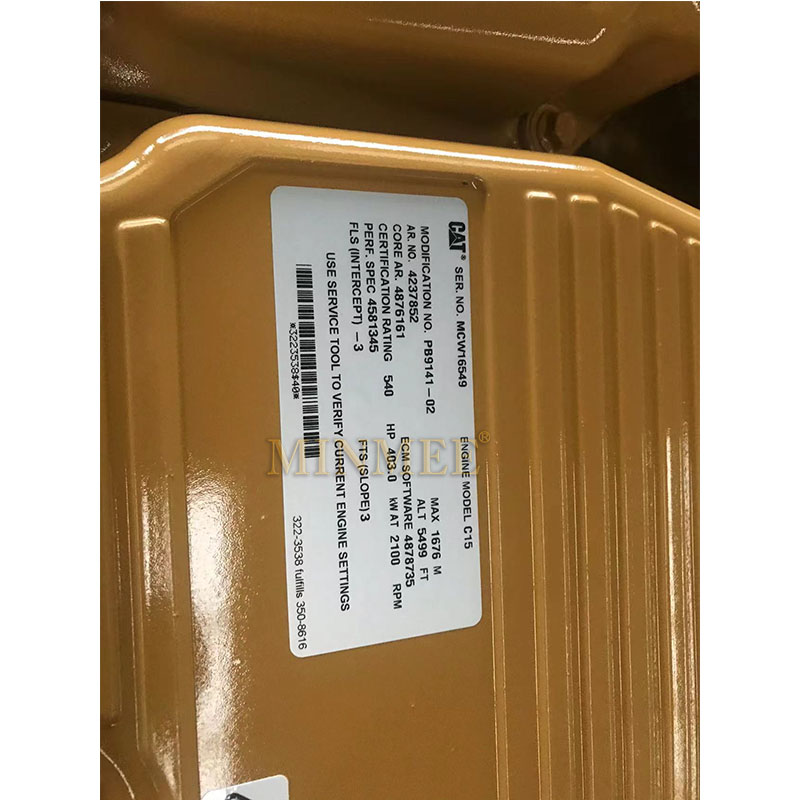 CAT® SER. NO. MCW16549 ENGINE MODEL C15
MAX 1676 M
MODIFICATION NO. PB9141-02 ALT 5499 FT
AR. NO. 4237852 ECM SOFTWARE 4878735
CORE AR. 4876161
CERTIFICATION RATING 540 HP 403.0 kW AT 2100 RPM
PERF. SPEC 4581345
FLS (INTERCEPT) -3 FTS (SLOPE) 3
USE SERVICE TOOL TO VERIFY CURRENT ENGINE SETTINGS
*3223538$40* 322-3538 fulfills 350-8616
MINMEE®